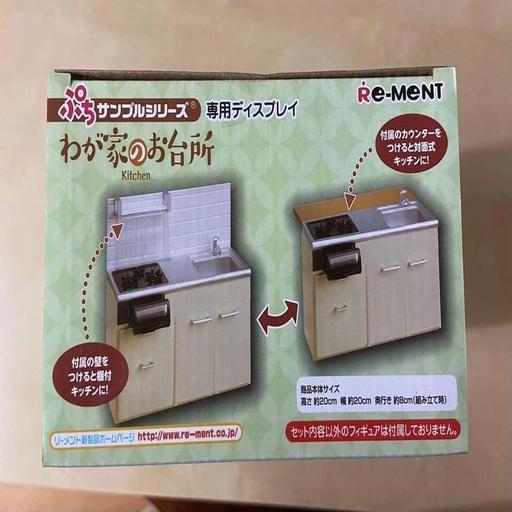 ぷちサンプルシリーズ® 専用ディスプレイ
Re-MeNT
わが家のお台所
Kitchen
付属のカウンターを
つけると対面式
キッチンに!
付属の壁を
つけると棚付
キッチンに!
商品本体サイズ
高さ 約20cm 幅 約20cm 奥行き 約8cm(組み立て時)
リーメント新製品ホームページ http://www.re-ment.co.jp/
セット内容以外のフィギュアは付属しておりません。